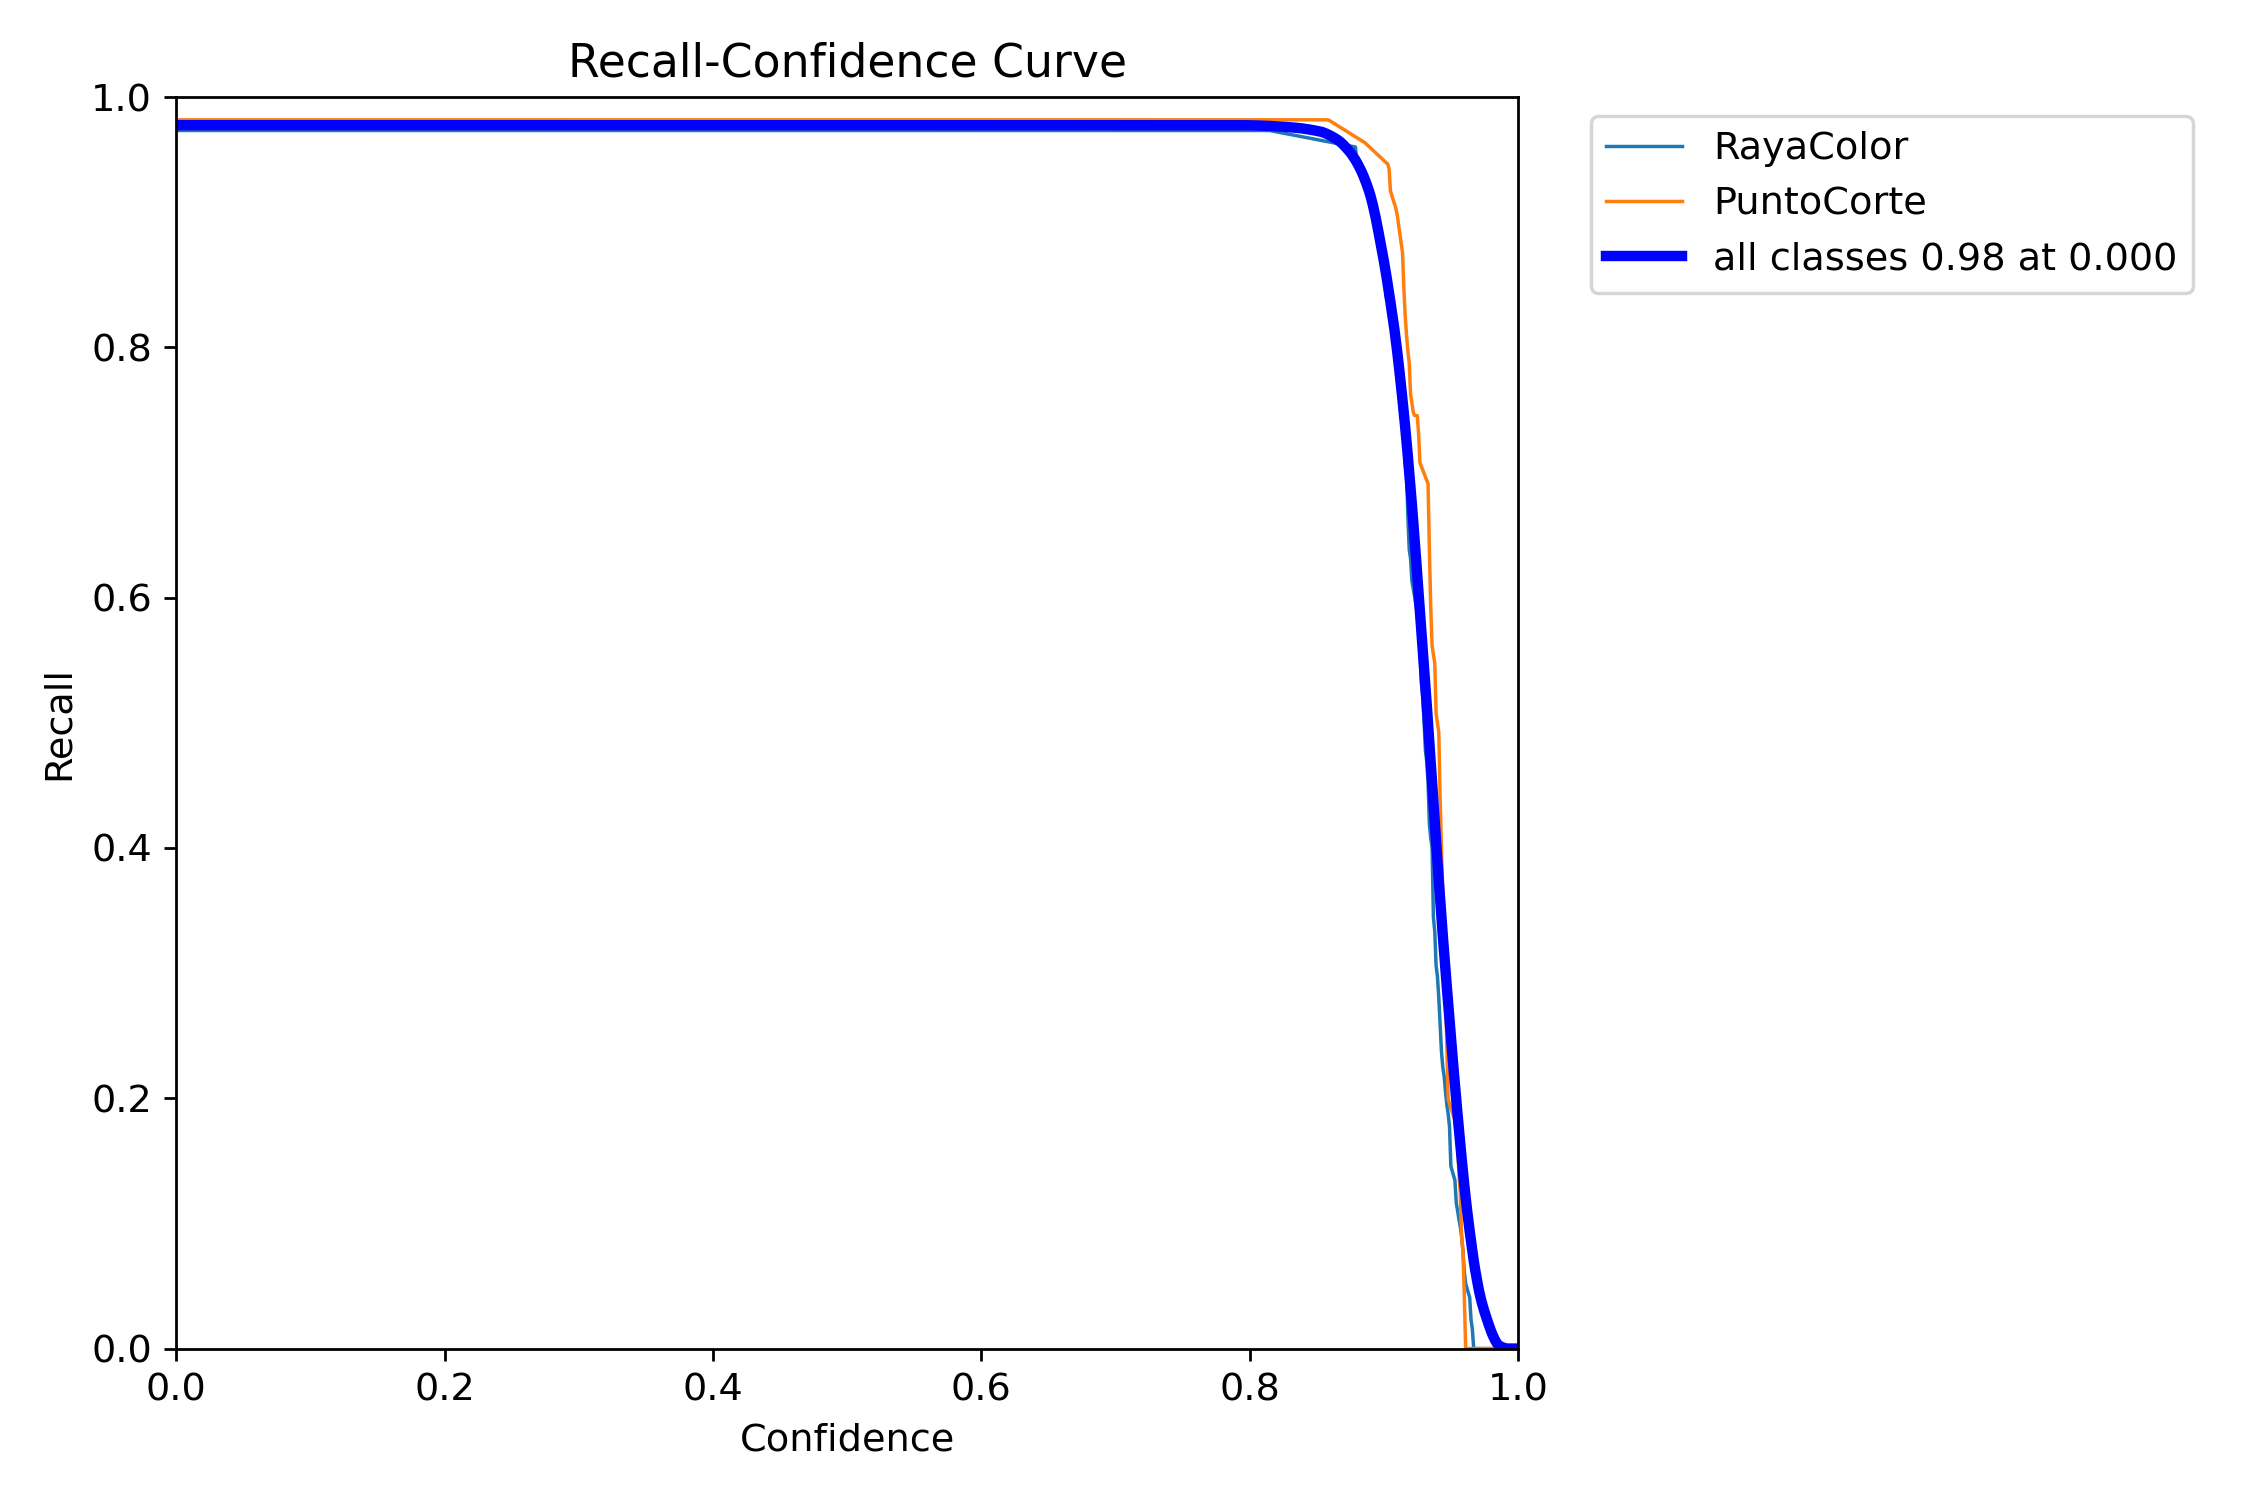 Recall-Confidence Curve
1.0
0.8
0.6
0.4
0.2
0.0
Recall
0.0 0.2 0.4 0.6 0.8 1.0
Confidence
RayaColor
PuntoCorte
all classes 0.98 at 0.000